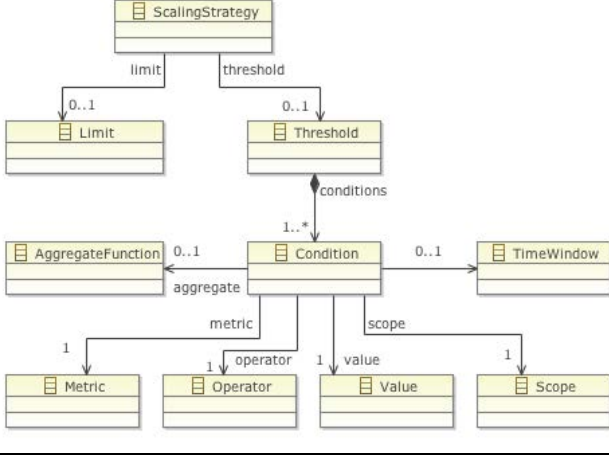 ScalingStrategy
limit
threshold
0..1
0..1
Limit
Threshold
conditions
1..*
AggregateFunction
0..1
Condition
0..1
TimeWindow
aggregate
metric
scope
1
1
operator
1
value
1
Metric
Operator
Value
Scope